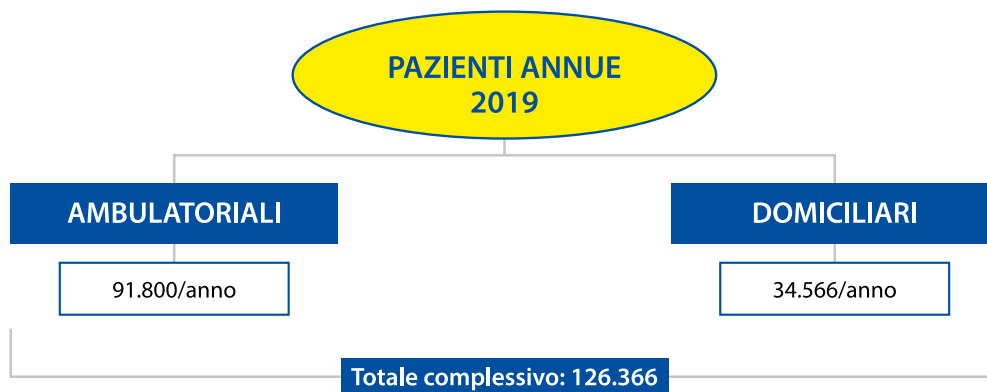 PAZIENTI ANNUE
2019
AMBULATORIALI
DOMICILIARI
91.800/anno
34.566/anno
Totale complessivo: 126.366